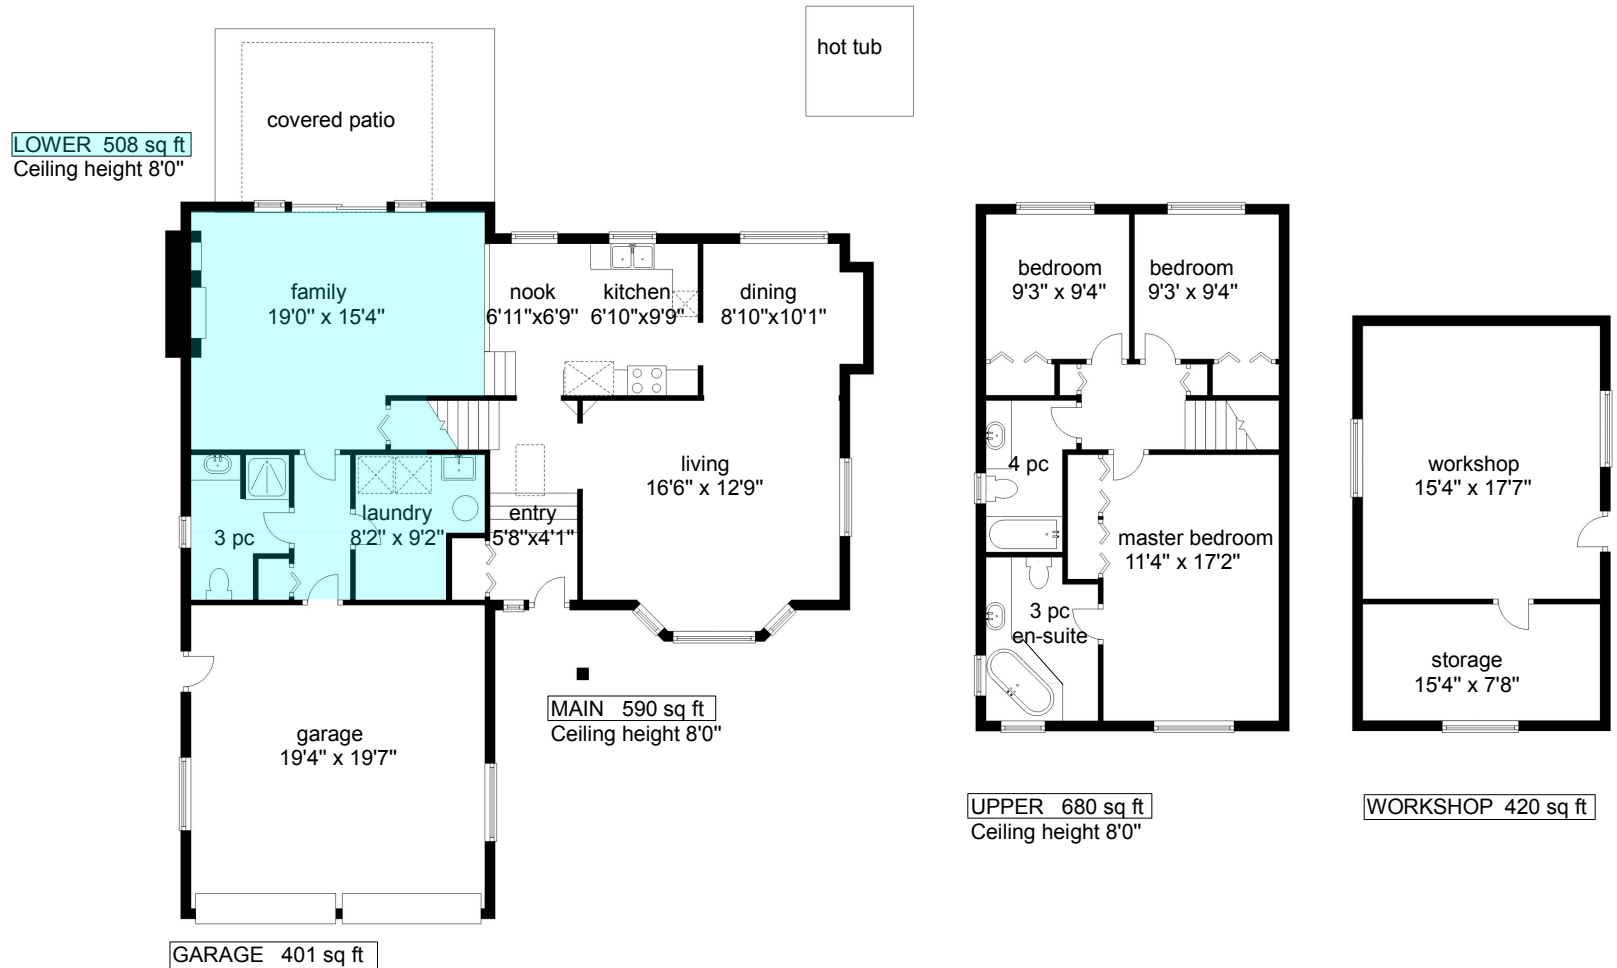 hot tub
covered patio
LOWER 508 sq ft
Ceiling height 8'0"
family
19'0" x 15'4"
nook
6'11"x6'9"
kitchen
6'10"x9'9"
dining
8'10"x10'1"
living
16'6" x 12'9"
3 pc
laundry
8'2" x 9'2"
entry
5'8"x4'1"
MAIN 590 sq ft
Ceiling height 8'0"
garage
19'4" x 19'7"
GARAGE 401 sq ft
bedroom
9'3" x 9'4"
bedroom
9'3' x 9'4"
4 pc
master bedroom
11'4" x 17'2"
3 pc
en-suite
UPPER 680 sq ft
Ceiling height 8'0"
workshop
15'4" x 17'7"
storage
15'4" x 7'8"
WORKSHOP 420 sq ft